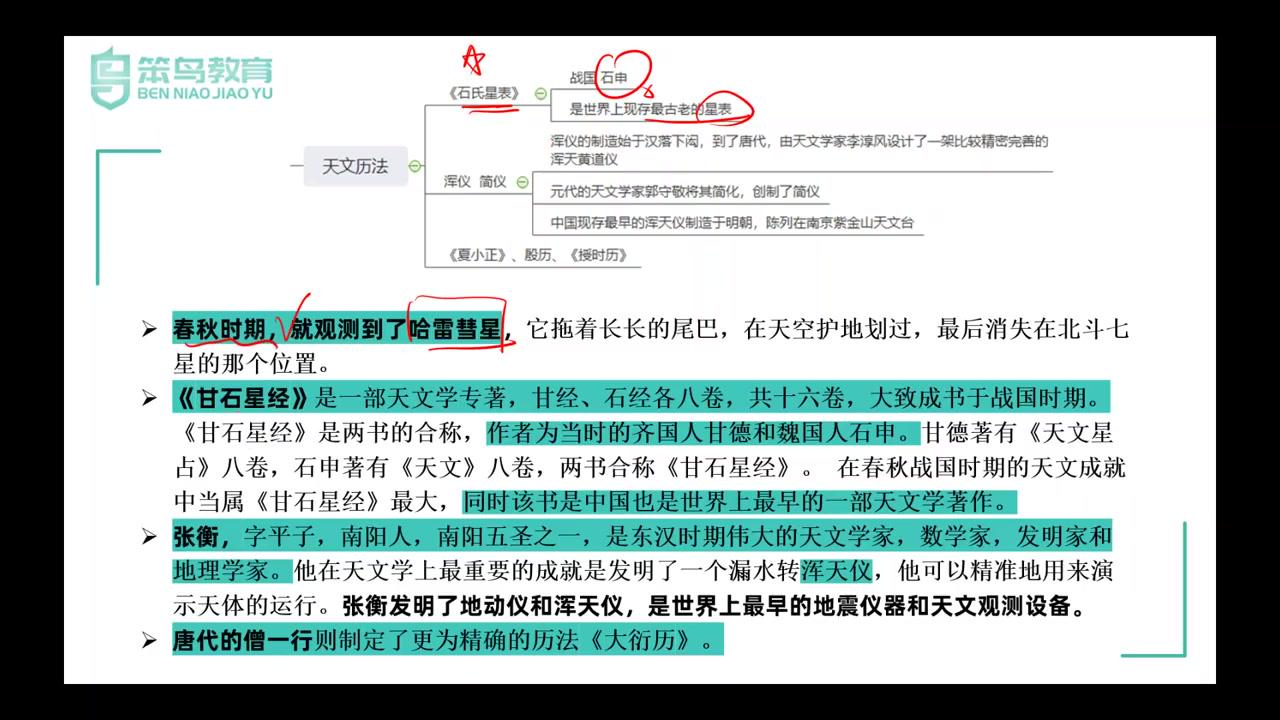 笨鸟教育
BEN NIAO JIAO YU
天文历法
《石氏星表》
战国 石申
是世界上现存最古老的星表
浑仪 简仪
浑仪的制造始于汉落下闳，到了唐代，由天文学家李淳风设计了一架比较精密完善的
浑天黄道仪
元代的天文学家郭守敬将其简化，创制了简仪
中国现存最早的浑天仪制造于明朝，陈列在南京紫金山天文台
《夏小正》、殷历、《授时历》
➢ 春秋时期，就观测到了哈雷彗星，它拖着长长的尾巴，在天空护地划过，最后消失在北斗七
星的那个位置。
➢ 《甘石星经》是一部天文学专著，甘经、石经各八卷，共十六卷，大致成书于战国时期。
《甘石星经》是两书的合称，作者为当时的齐国人甘德和魏国人石申。甘德著有《天文星
占》八卷，石申著有《天文》八卷，两书合称《甘石星经》。 在春秋战国时期的天文成就
中当属《甘石星经》最大，同时该书是中国也是世界上最早的一部天文学著作。
➢ 张衡，字平子，南阳人，南阳五圣之一，是东汉时期伟大的天文学家，数学家，发明家和
地理学家。他在天文学上最重要的成就是发明了一个漏水转浑天仪，他可以精准地用来演
示天体的运行。张衡发明了地动仪和浑天仪，是世界上最早的地震仪器和天文观测设备。
➢ 唐代的僧一行则制定了更为精确的历法《大衍历》。